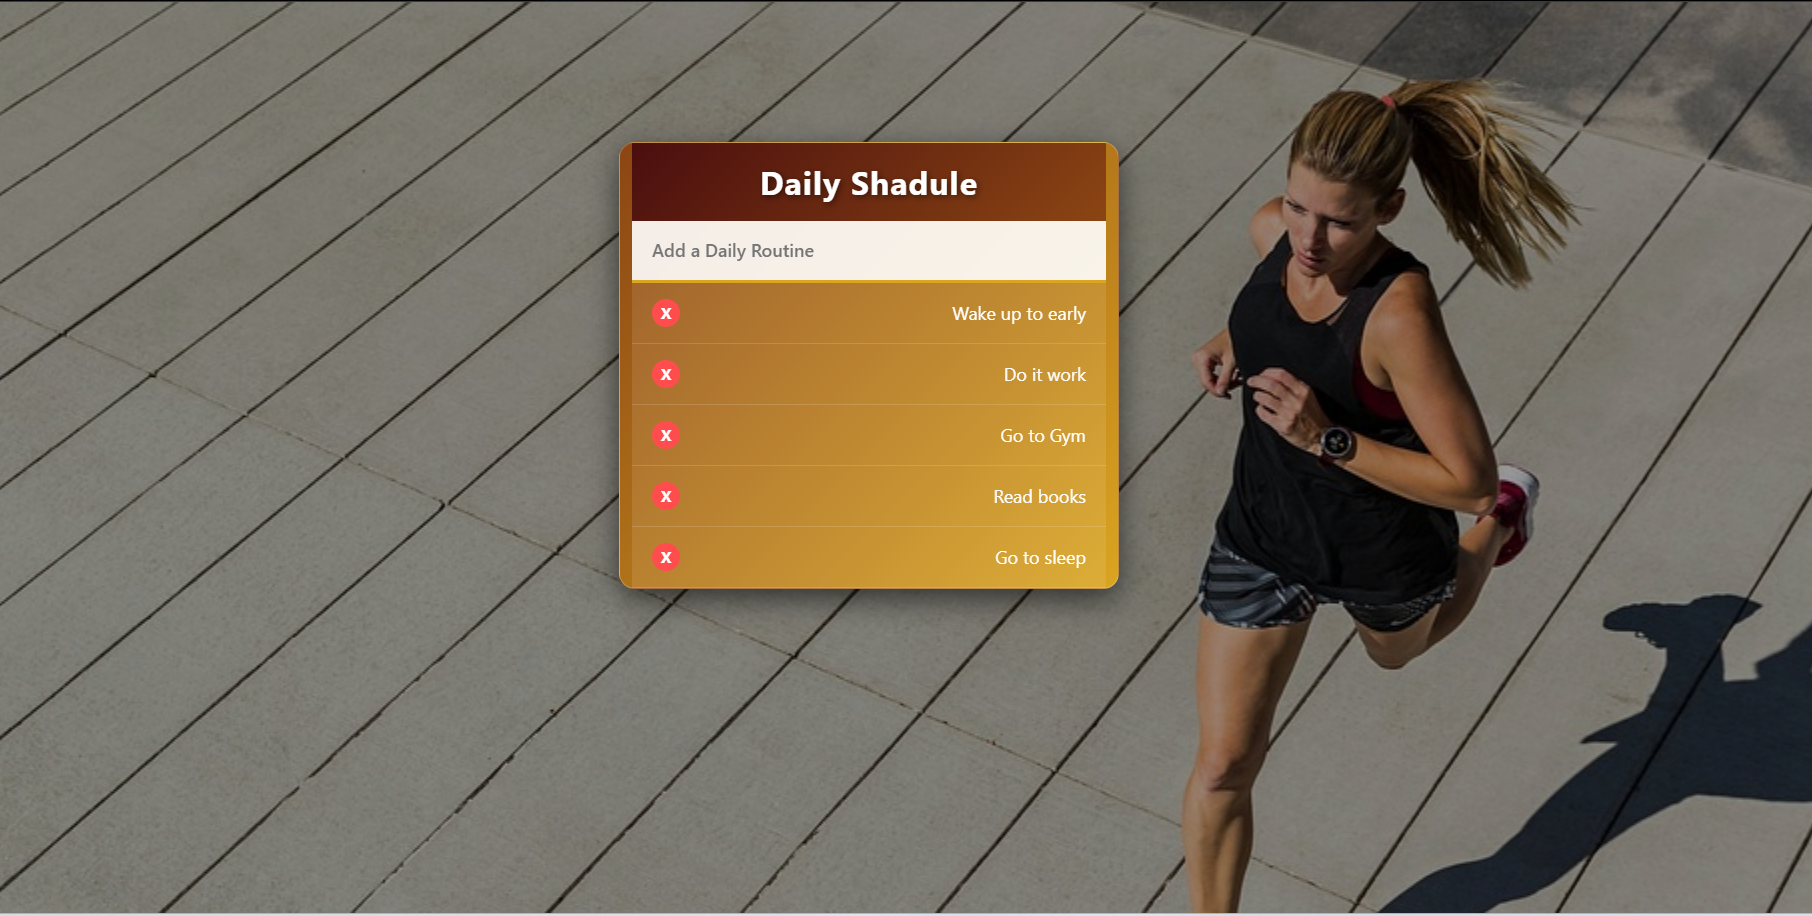 Daily Shadule
Add a Daily Routine
X Wake up to early
X Do it work
X Go to Gym
X Read books
X Go to sleep